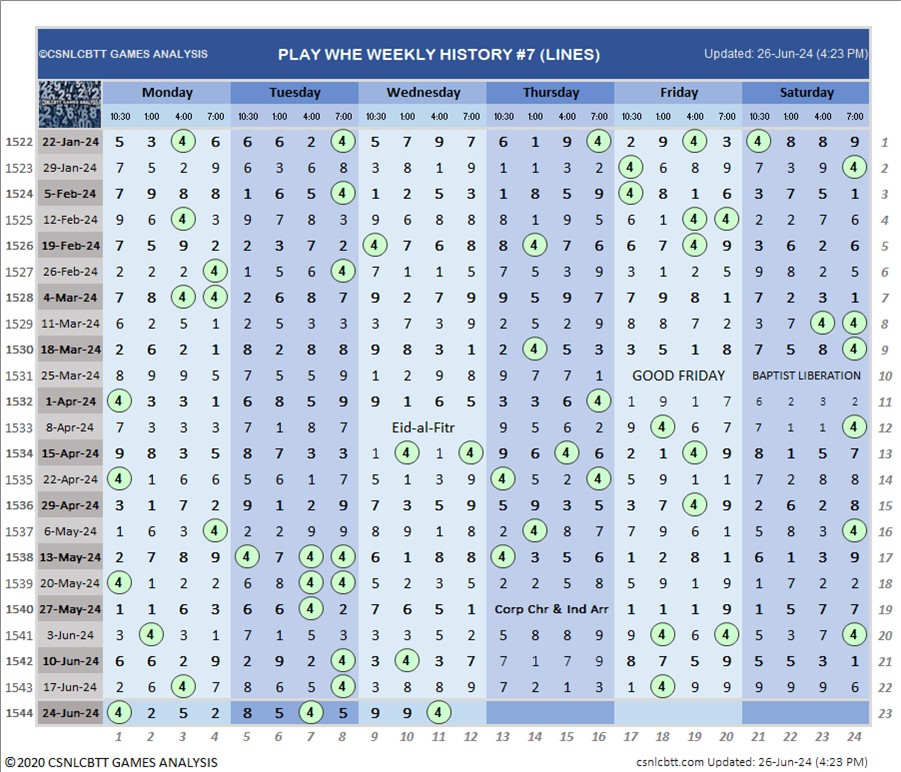 ©CSNLCBTT GAMES ANALYSIS PLAY WHE WEEKLY HISTORY #7 (LINES) Updated: 26-Jun-24 (4:23 PM)
Monday Tuesday Wednesday Thursday Friday Saturday
10:30 1:00 4:00 7:00 10:30 1:00 4:00 7:00 10:30 1:00 4:00 7:00 10:30 1:00 4:00 7:00 10:30 1:00 4:00 7:00 10:30 1:00 4:00 7:00
1522 22-Jan-24 5 3 4 6 6 6 2 4 5 7 9 7 6 1 9 4 2 9 4 3 4 8 8 9 1
1523 29-Jan-24 7 5 2 9 6 3 6 8 3 8 1 9 1 1 3 2 4 6 8 9 7 3 9 4 2
1524 5-Feb-24 7 9 8 8 1 6 5 4 1 2 5 3 1 8 5 9 4 8 1 6 3 7 5 1 3
1525 12-Feb-24 9 6 4 3 9 7 8 3 9 6 8 8 8 1 9 5 6 1 4 4 2 2 7 6 4
1526 19-Feb-24 7 5 9 2 2 3 7 2 4 7 6 8 8 4 7 6 6 7 4 9 3 6 2 6 5
1527 26-Feb-24 2 2 2 4 1 5 6 4 7 1 1 5 7 5 3 9 3 1 2 5 9 8 2 5 6
1528 4-Mar-24 7 8 4 4 2 6 8 7 9 2 7 9 9 5 9 7 7 9 8 1 7 2 3 1 7
1529 11-Mar-24 6 2 5 1 2 5 3 3 3 7 3 9 2 5 2 9 8 8 7 2 3 7 4 4 8
1530 18-Mar-24 2 6 2 1 8 2 8 8 9 8 3 1 2 4 5 3 3 5 1 8 7 5 8 4 9
1531 25-Mar-24 8 9 9 5 7 5 5 9 1 2 9 8 9 7 7 1 GOOD FRIDAY BAPTIST LIBERATION 10
1532 1-Apr-24 4 3 3 1 6 8 5 9 9 1 6 5 3 3 6 4 1 9 1 7 6 2 3 2 11
1533 8-Apr-24 7 3 3 3 7 1 8 7 Eid-al-Fitr 9 5 6 2 9 4 6 7 7 1 1 4 12
1534 15-Apr-24 9 8 3 5 8 7 3 3 1 4 1 4 9 6 4 6 2 1 4 9 8 1 5 7 13
1535 22-Apr-24 4 1 6 6 5 6 1 7 5 1 3 9 4 5 2 4 5 9 1 1 7 2 8 8 14
1536 29-Apr-24 3 1 7 2 9 1 2 9 7 3 5 9 5 9 3 5 3 7 4 9 2 6 2 8 15
1537 6-May-24 1 6 3 4 2 2 9 9 8 9 1 8 2 4 8 7 7 9 6 1 5 8 3 4 16
1538 13-May-24 2 7 8 9 4 7 4 4 6 1 8 8 4 3 5 6 1 2 8 1 6 1 3 9 17
1539 20-May-24 4 1 2 2 6 8 4 4 5 2 3 5 2 2 5 8 5 9 1 9 1 7 2 2 18
1540 27-May-24 1 1 6 3 6 6 4 2 7 6 5 1 Corp Chr & Ind Arr 1 1 1 9 1 5 7 7 19
1541 3-Jun-24 3 4 3 1 7 1 5 3 3 3 5 2 5 8 8 9 9 4 6 4 5 3 7 4 20
1542 10-Jun-24 6 6 2 9 2 9 2 4 3 4 3 7 7 1 7 9 8 7 5 9 5 5 3 1 21
1543 17-Jun-24 2 6 4 7 8 6 5 4 3 8 8 9 7 2 1 3 1 4 9 9 9 9 9 6 22
1544 24-Jun-24 4 2 5 2 8 5 4 5 9 9 4 23
1 2 3 4 5 6 7 8 9 10 11 12 13 14 15 16 17 18 19 20 21 22 23 24
©2020 CSNLCBTT GAMES ANALYSIS csnlcbtt.com Updated: 26-Jun-24 (4:23 PM)